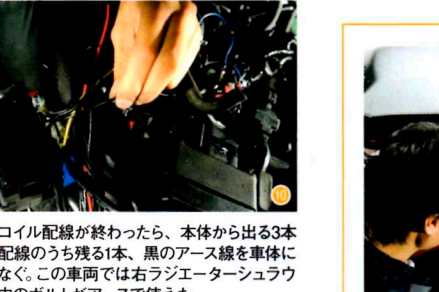 ⑩
コイル配線が終わったら、本体から出る3本
配線のうち残る1本、黒のアース線を車体に
なぐ。この車両では右ラジエーターシュラウ